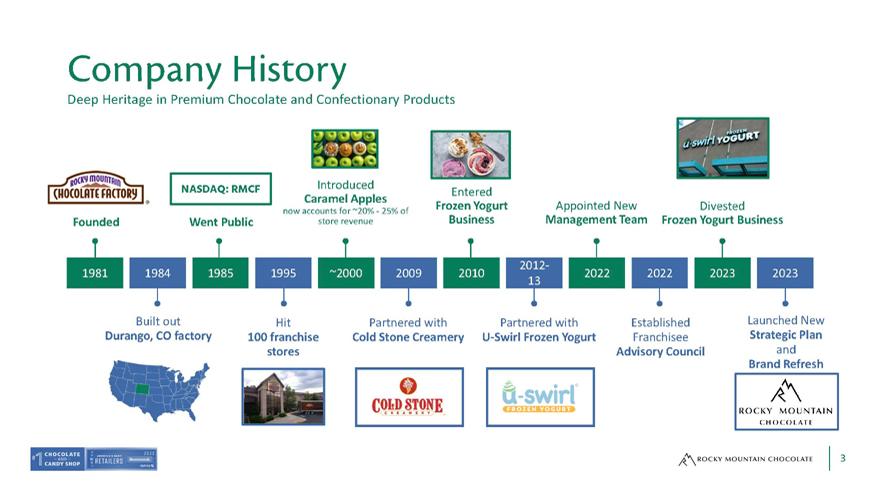 Company History
Deep Heritage in Premium Chocolate and Confectionary Products
ROCKY MOUNTAIN
CHOCOLATE FACTORY
Founded
NASDAQ: RMCF
Went Public
Introduced
Caramel Apples
now accounts for ~20% - 25% of
store revenue
Entered
Frozen Yogurt
Business
Appointed New
Management Team
u-swirl FROZEN
YOGURT
Divested
Frozen Yogurt Business
1981
1984
1985
1995
~2000
2009
2010
2012-
13
2022
2022
2023
2023
Built out
Durango, CO factory
Hit
100 franchise
stores
Partnered with
Cold Stone Creamery
COLD STONE
CREAMERY
Partnered with
U-Swirl Frozen Yogurt
u-swirl
FROZEN YOGURT
Established
Franchisee
Advisory Council
Launched New
Strategic Plan
and
Brand Refresh
ROCKY MOUNTAIN
CHOCOLATE
#1 CHOCOLATE
AND
CANDY SHOP
RETAILERS
ROCKY MOUNTAIN CHOCOLATE
3